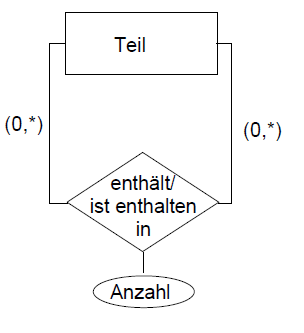 Teil
(0,*)
(0,*)
enthält/
ist enthalten
in
Anzahl